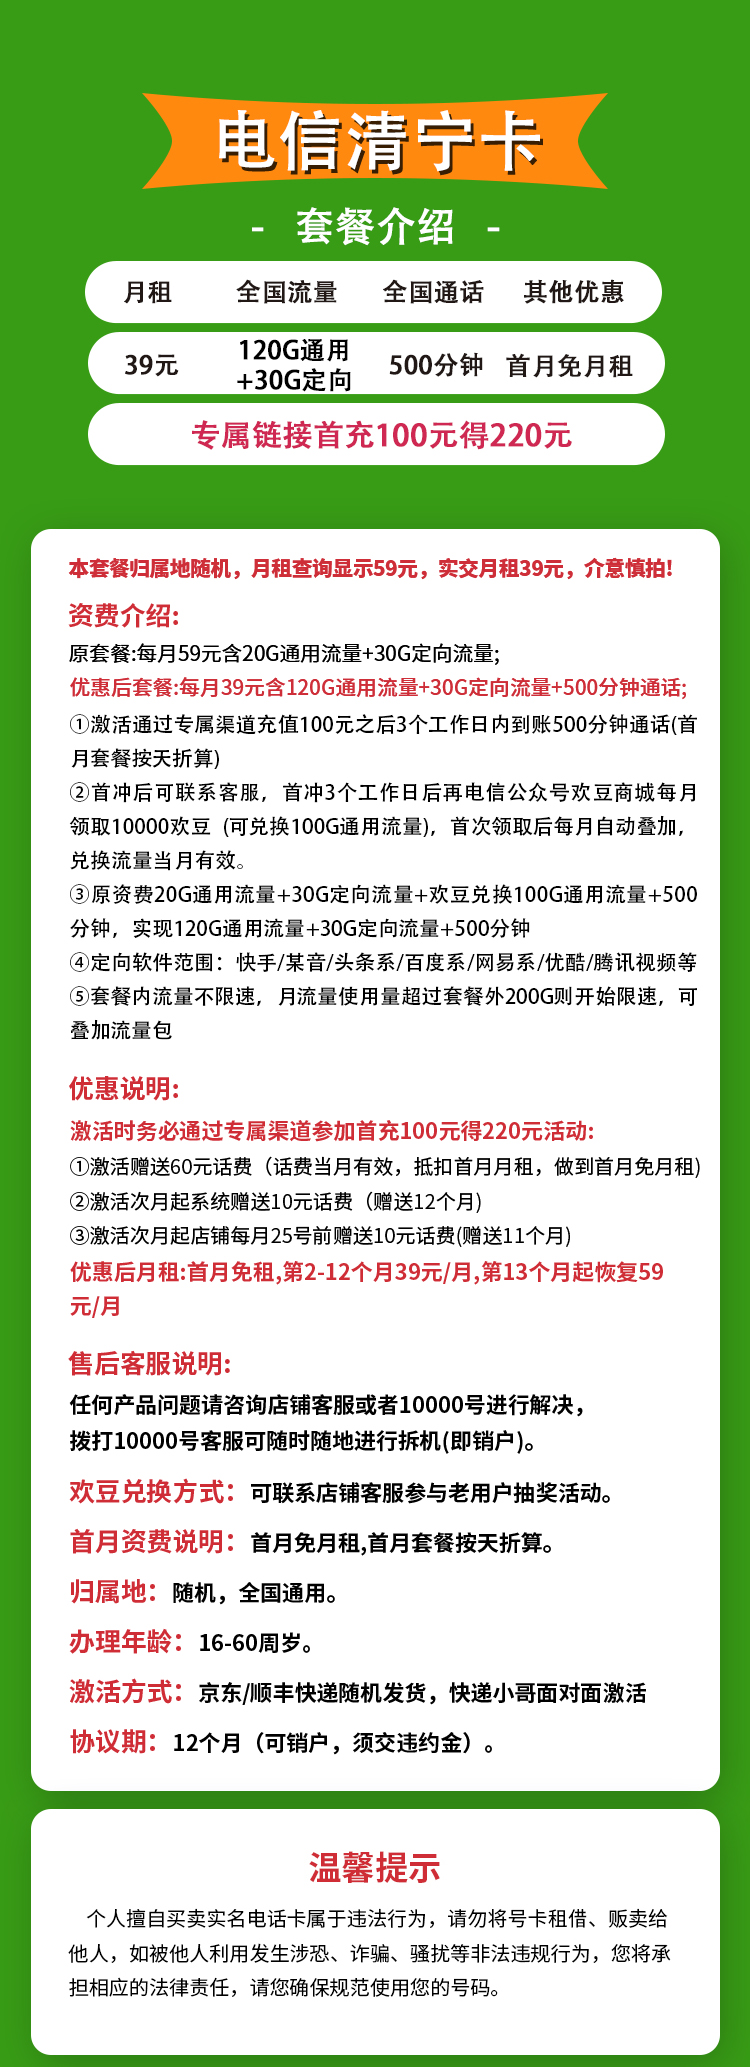 电信清宁卡
- 套餐介绍 -
月租 全国流量 全国通话 其他优惠
39元 120G通用+30G定向 500分钟 首月免月租
专属链接首充100元得220元
本套餐归属地随机，月租查询显示59元，实交月租39元，介意慎拍!
资费介绍:
原套餐:每月59元含20G通用流量+30G定向流量;
优惠后套餐:每月39元含120G通用流量+30G定向流量+500分钟通话;
①激活通过专属渠道充值100元之后3个工作日内到账500分钟通话(首
月套餐按天折算)
②首冲后可联系客服，首冲3个工作日后再电信公众号欢豆商城每月
领取10000欢豆 (可兑换100G通用流量)，首次领取后每月自动叠加，
兑换流量当月有效。
③原资费20G通用流量+30G定向流量+欢豆兑换100G通用流量+500
分钟，实现120G通用流量+30G定向流量+500分钟
④定向软件范围：快手/某音/头条系/百度系/网易系/优酷/腾讯视频等
⑤套餐内流量不限速，月流量使用量超过套餐外200G则开始限速，可
叠加流量包
优惠说明:
激活时务必通过专属渠道参加首充100元得220元活动:
①激活赠送60元话费（话费当月有效，抵扣首月月租，做到首月免月租)
②激活次月起系统赠送10元话费（赠送12个月)
③激活次月起店铺每月25号前赠送10元话费(赠送11个月)
优惠后月租:首月免租,第2-12个月39元/月,第13个月起恢复59
元/月
售后客服说明:
任何产品问题请咨询店铺客服或者10000号进行解决，
拨打10000号客服可随时随地进行拆机(即销户)。
欢豆兑换方式：可联系店铺客服参与老用户抽奖活动。
首月资费说明：首月免月租,首月套餐按天折算。
归属地：随机，全国通用。
办理年龄：16-60周岁。
激活方式：京东/顺丰快递随机发货，快递小哥面对面激活
协议期：12个月（可销户，须交违约金）。
温馨提示
个人擅自买卖实名电话卡属于违法行为，请勿将号卡租借、贩卖给
他人，如被他人利用发生涉恐、诈骗、骚扰等非法违规行为，您将承
担相应的法律责任，请您确保规范使用您的号码。